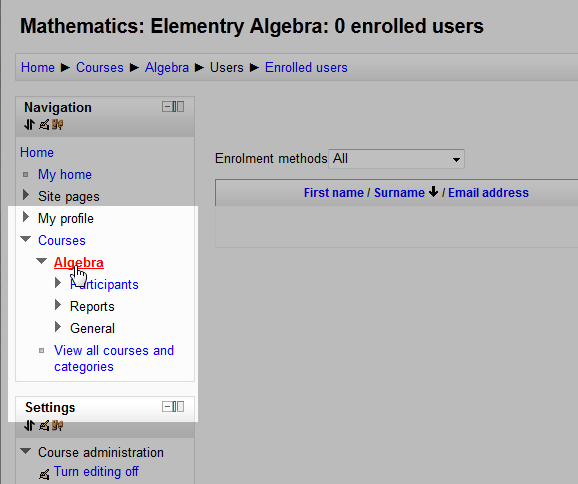 Mathematics: Elementry Algebra: 0 enrolled users
Home ► Courses ► Algebra ► Users ► Enrolled users
Navigation
Home
My home
Site pages
My profile
Courses
Algebra
Participants
Reports
General
View all courses and
categories
Settings
Course administration
Turn editing off
Enrolment methods All
First name / Surname ↓ / Email address